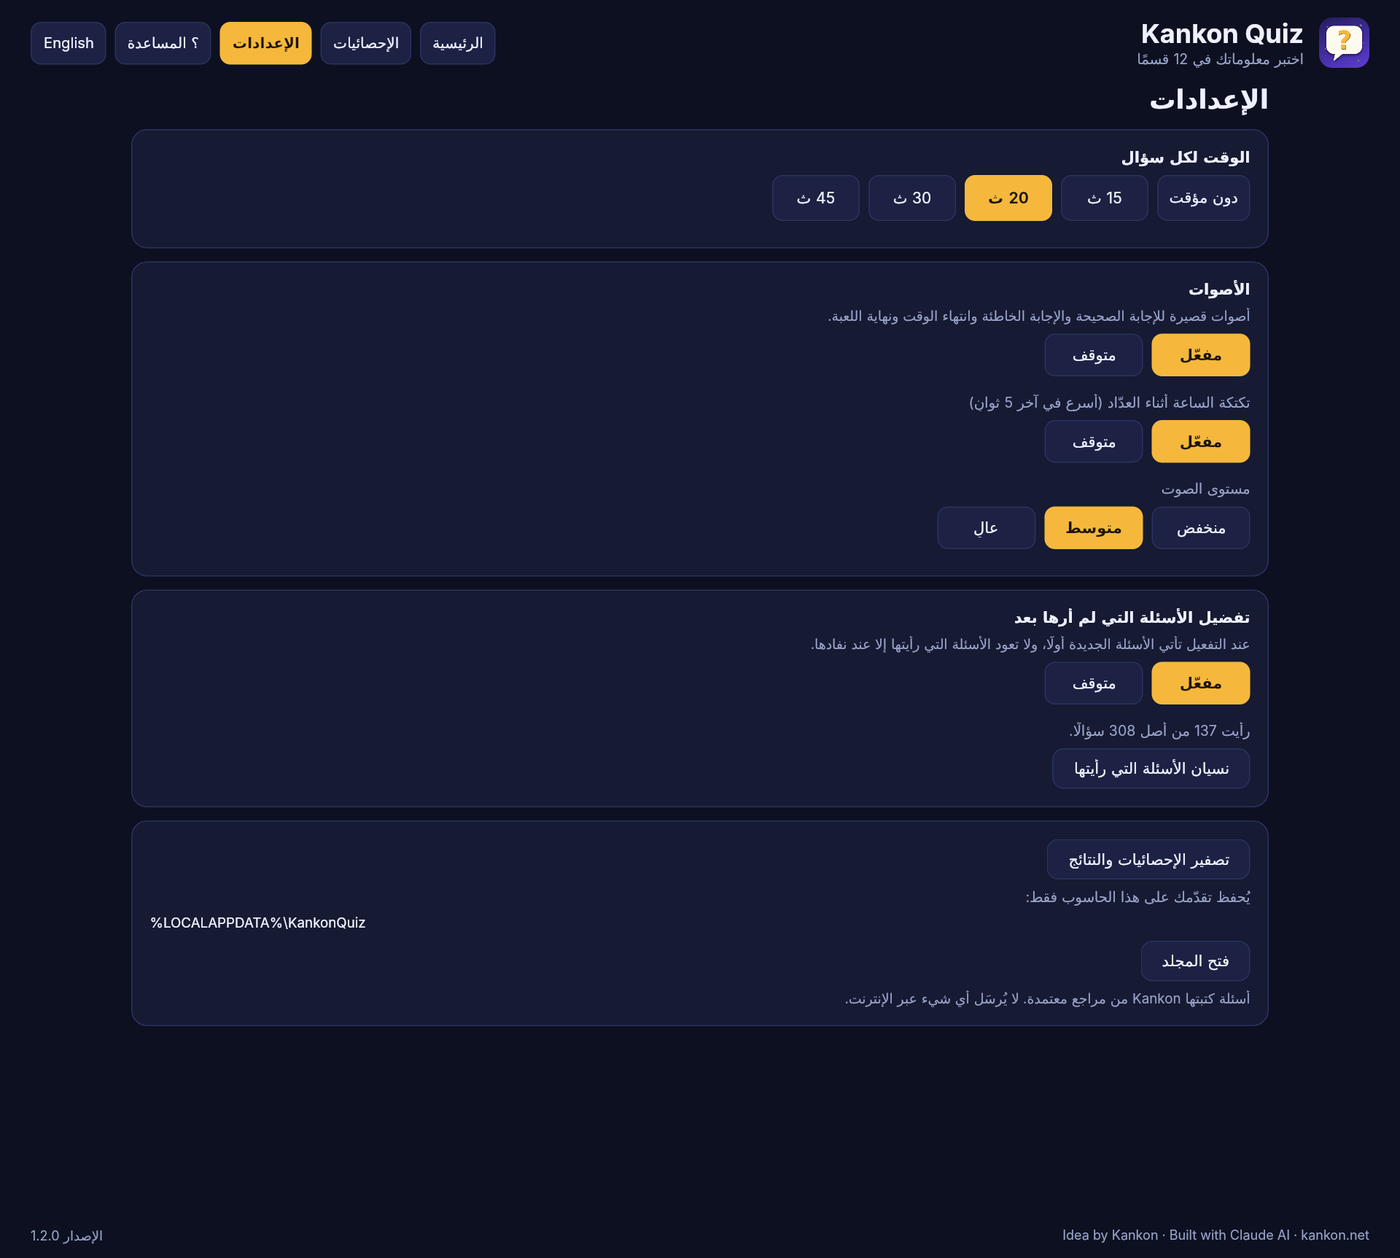 Kankon Quiz
اختبر معلوماتك في 12 قسمًا
الرئيسية
الإحصائيات
الإعدادات
؟ المساعدة
English
الإعدادات
الوقت لكل سؤال
دون مؤقت
15 ث
20 ث
30 ث
45 ث
الأصوات
أصوات قصيرة للإجابة الصحيحة والإجابة الخاطئة وانتهاء الوقت ونهاية اللعبة.
مفعّل
متوقف
تكتكة الساعة أثناء العدّاد (أسرع في آخر 5 ثوانٍ)
مفعّل
متوقف
مستوى الصوت
منخفض
متوسط
عالٍ
تفضيل الأسئلة التي لم أرها بعد
عند التفعيل تأتي الأسئلة الجديدة أولًا، ولا تعود الأسئلة التي رأيتها إلا عند نفادها.
مفعّل
متوقف
رأيت 137 من أصل 308 سؤالًا.
نسيان الأسئلة التي رأيتها
تصفير الإحصائيات والنتائج
يُحفظ تقدّمك على هذا الحاسوب فقط:
%LOCALAPPDATA%\KankonQuiz
فتح المجلد
أسئلة كتبتها Kankon من مراجع معتمدة. لا يُرسَل أي شيء عبر الإنترنت.
Idea by Kankon · Built with Claude AI · kankon.net
الإصدار 1.2.0